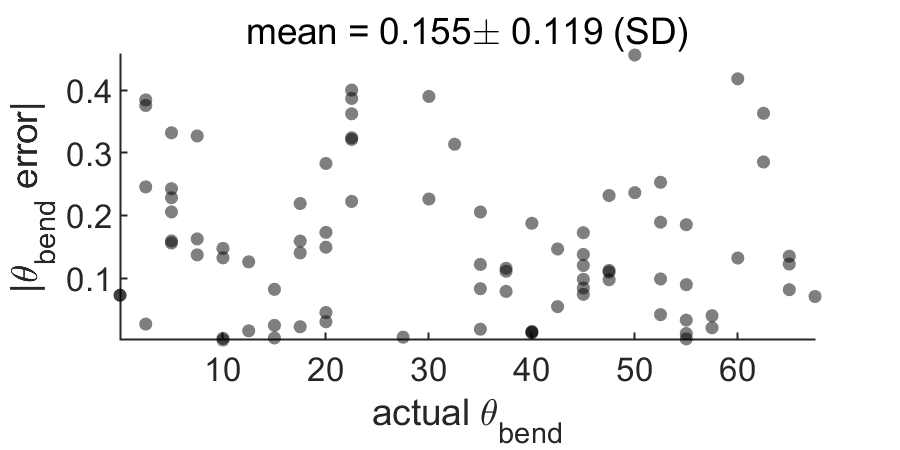 mean = 0.155± 0.119 (SD)
|θbend error|
0.4
0.3
0.2
0.1
10 20 30 40 50 60
actual θbend